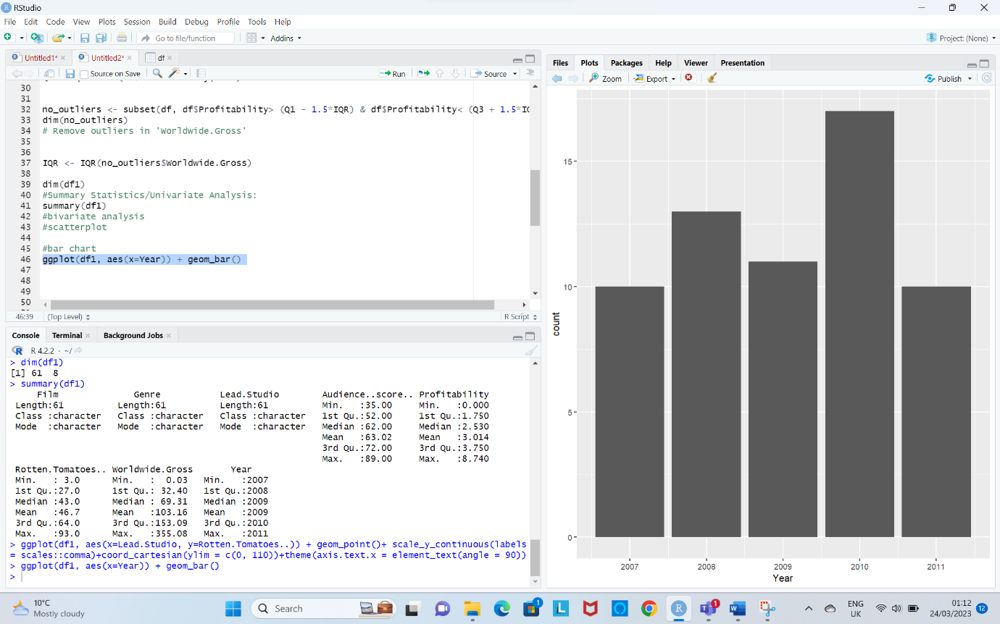 RStudio
File Edit Code View Plots Session Build Debug Profile Tools Help
Go to file/function Addins Project: (None)
Untitled1* Untitled2* df
Source on Save Run Source
30
31
32 no_outliers <- subset(df, df$Profitability> (Q1 - 1.5*IQR) & df$Profitability< (Q3 + 1.5*IQ
33 dim(no_outliers)
34 # Remove outliers in 'Worldwide.Gross'
35
36
37 IQR <- IQR(no_outliers$Worldwide.Gross)
38
39 dim(df1)
40 #Summary Statistics/Univariate Analysis:
41 summary(df1)
42 #bivariate analysis
43 #scatterplot
44
45 #bar chart
46 ggplot(df1, aes(x=Year)) + geom_bar()
47
48
49
50
46:39 (Top Level) R Script
Console Terminal Background Jobs
R 4.2.2 · ~/
> dim(df1)
[1] 61 8
> summary(df1)
Film Genre Lead.Studio Audience..score.. Profitability
Length:61 Length:61 Length:61 Min. :35.00 Min. :0.000
Class :character Class :character Class :character 1st Qu.:52.00 1st Qu.:1.750
Mode :character Mode :character Mode :character Median :62.00 Median :2.530
Mean :63.02 Mean :3.014
3rd Qu.:72.00 3rd Qu.:3.750
Max. :89.00 Max. :8.740
Rotten.Tomatoes.. Worldwide.Gross Year
Min. : 3.0 Min. : 0.03 Min. :2007
1st Qu.:27.0 1st Qu.: 32.40 1st Qu.:2008
Median :43.0 Median : 69.31 Median :2009
Mean :46.7 Mean :103.16 Mean :2009
3rd Qu.:64.0 3rd Qu.:153.09 3rd Qu.:2010
Max. :93.0 Max. :355.08 Max. :2011
> ggplot(df1, aes(x=Lead.Studio, y=Rotten.Tomatoes..)) + geom_point()+ scale_y_continuous(labels
= scales::comma)+coord_cartesian(ylim = c(0, 110))+theme(axis.text.x = element_text(angle = 90))
> ggplot(df1, aes(x=Year)) + geom_bar()
>
Files Plots Packages Help Viewer Presentation
Zoom Export Publish
15
10
5
0
count
2007 2008 2009 2010 2011
Year
10°C
Mostly cloudy
Search
1
L
R
T 1
W
ENG
UK
01:12
24/03/2023
12